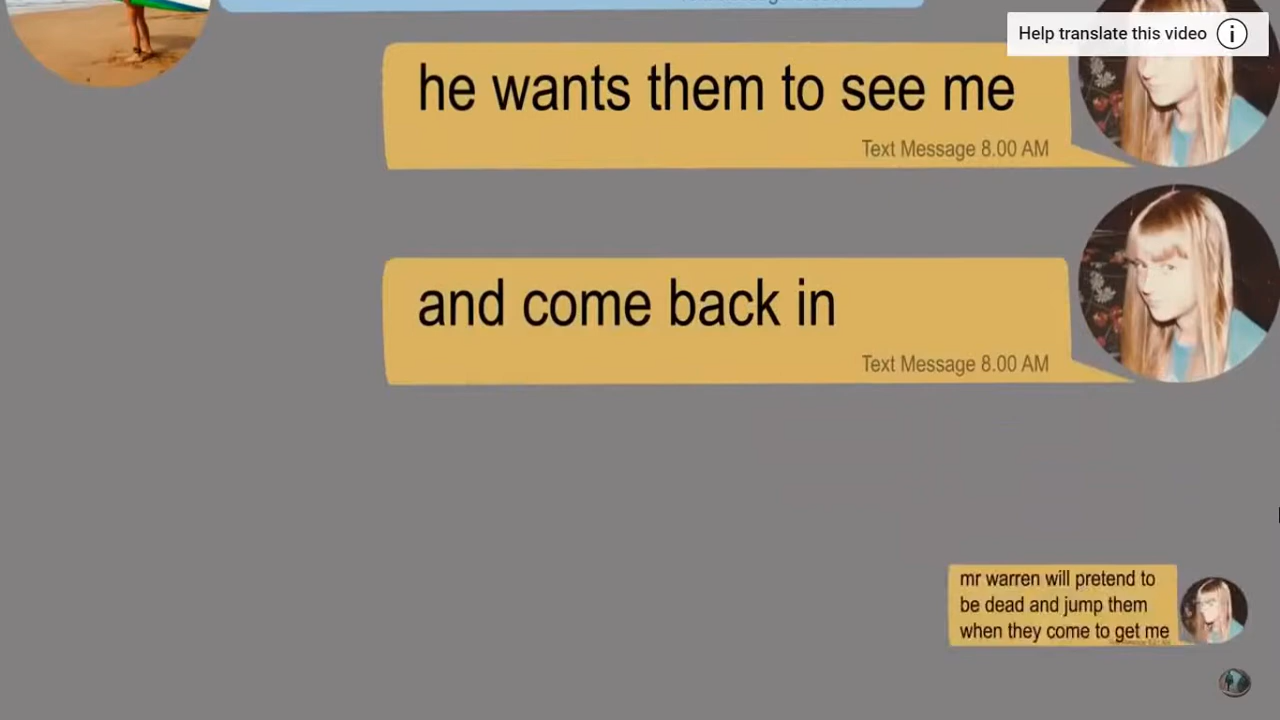 Help translate this video
he wants them to see me
Text Message 8.00 AM
and come back in
Text Message 8.00 AM
mr warren will pretend to
be dead and jump them
when they come to get me